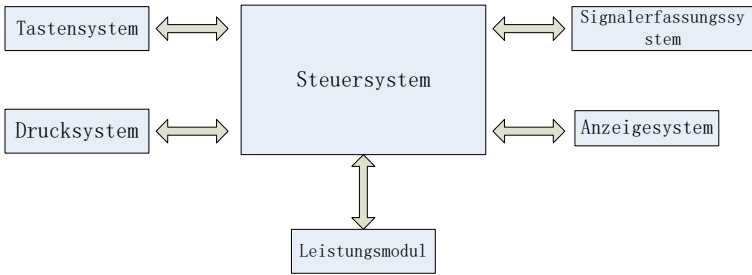 Tastensystem
Signalerfassungssy
stem
Steuersystem
Drucksystem
Anzeigesystem
Leistungsmodul